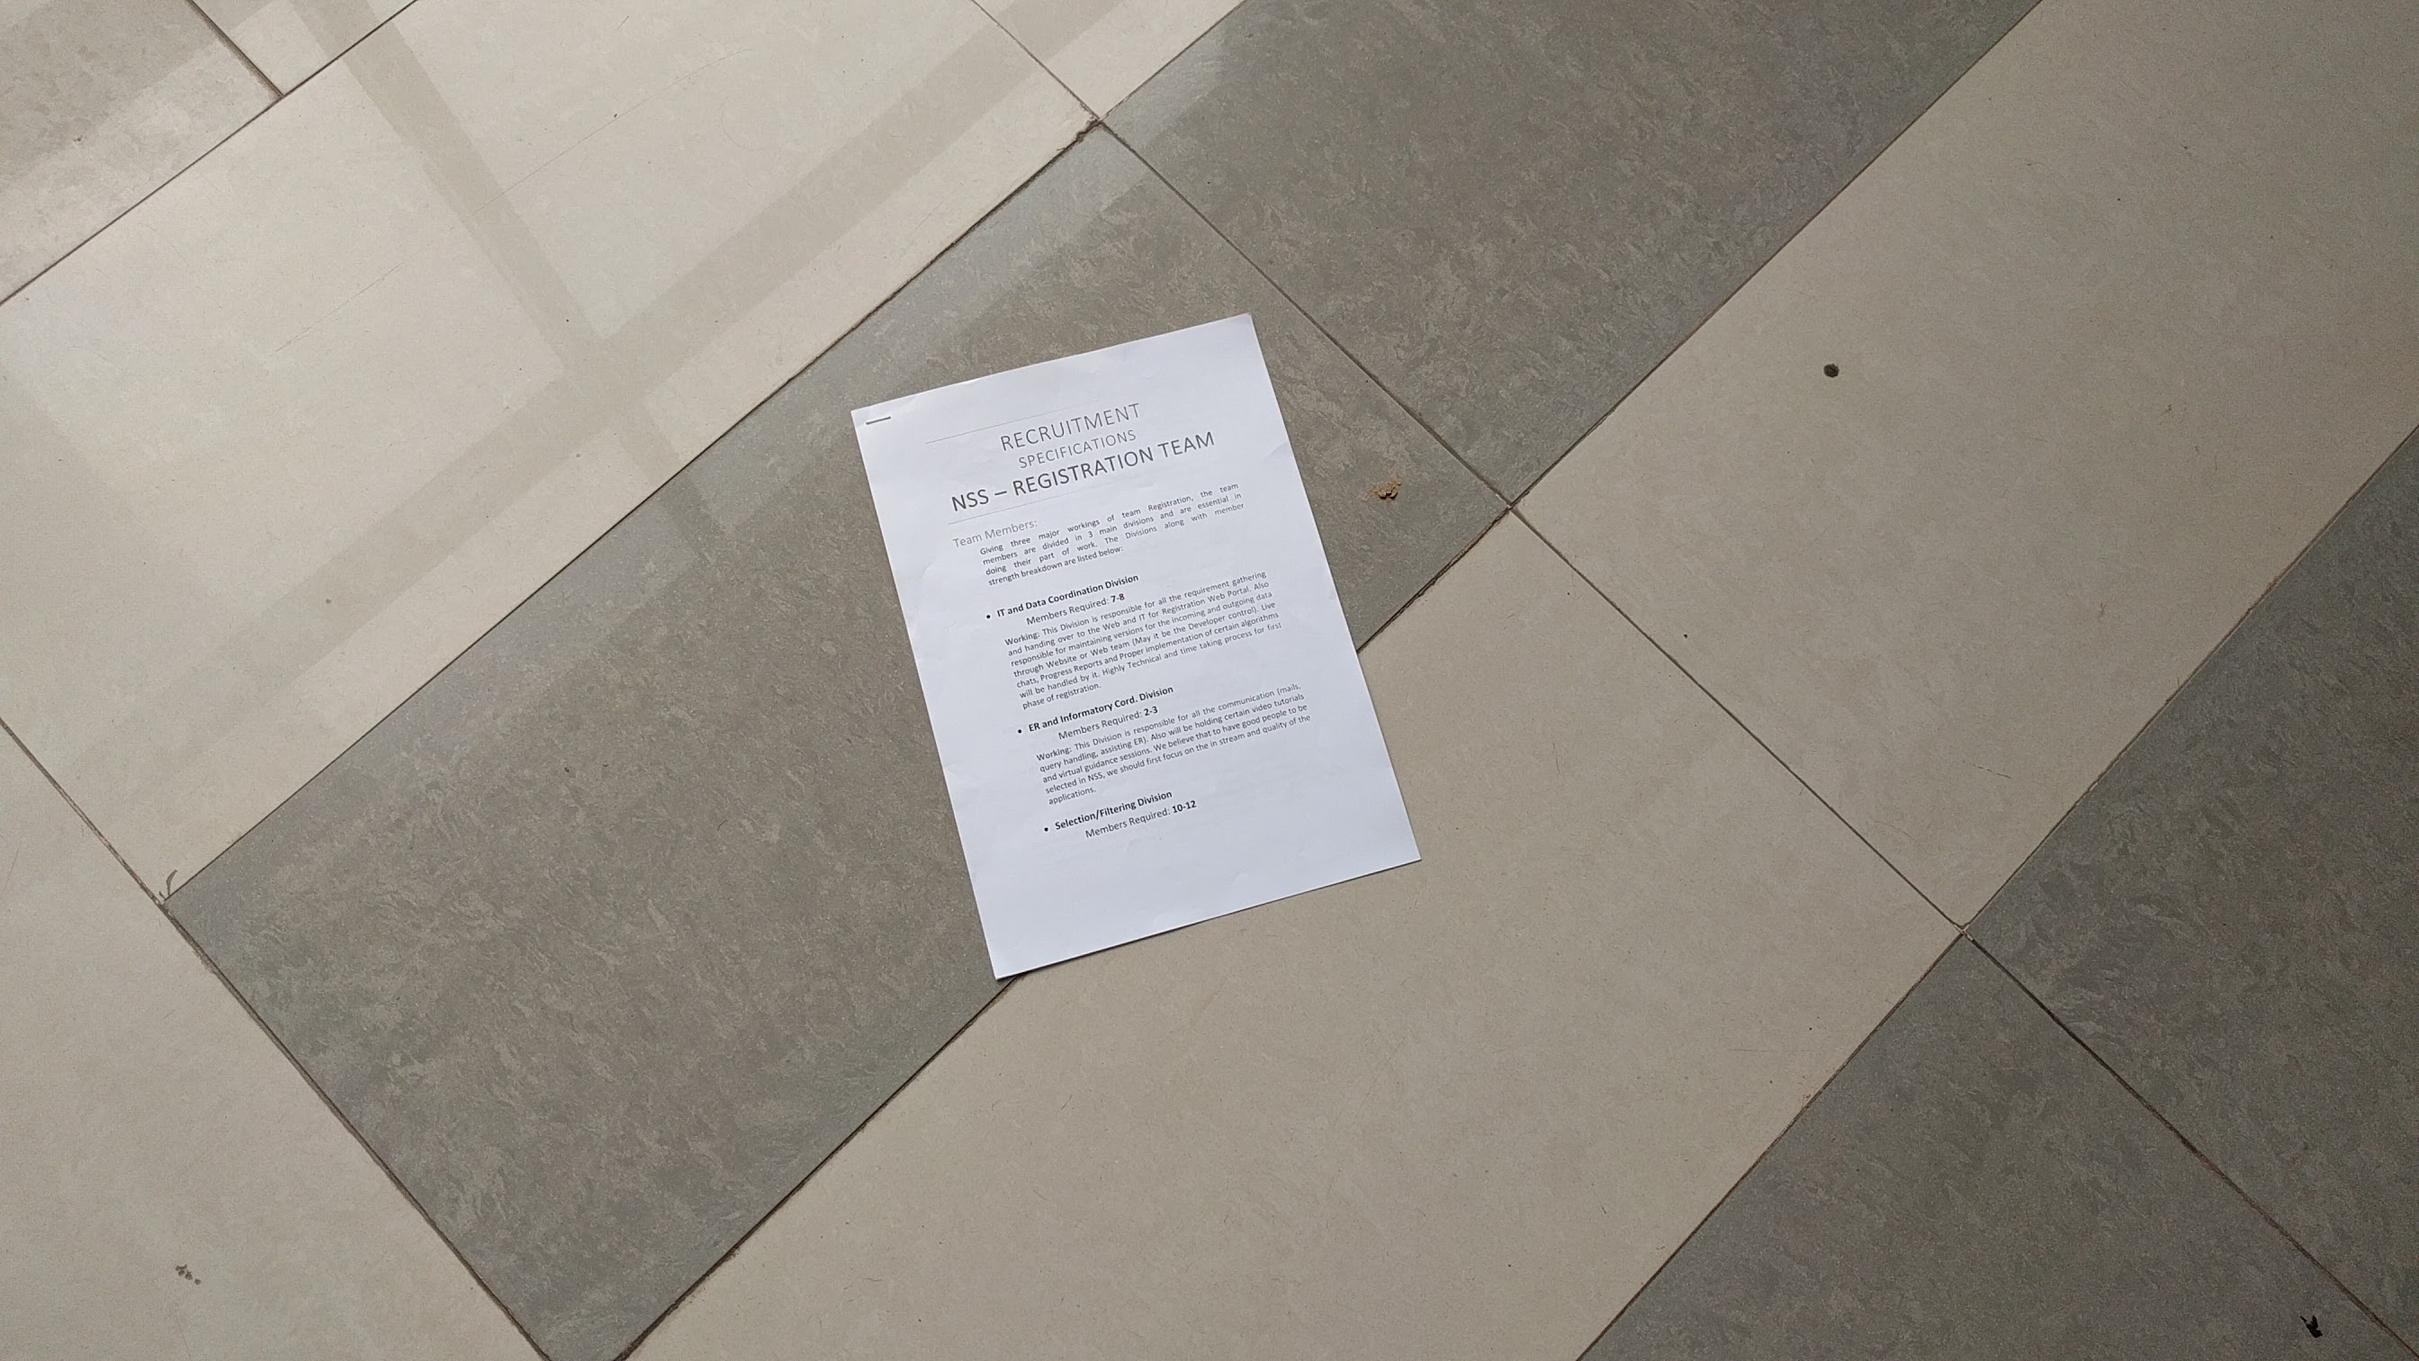 RECRUITMENT
SPECIFICATIONS
NSS – REGISTRATION TEAM
Team Members:
Giving three major workings of team Registration, the team
members are divided in 3 main divisions and are essential in
doing their part of work. The Divisions along with member
strength breakdown are listed below:
• IT and Data Coordination Division
Members Required: 7-8
Working: This Division is responsible for all the requirement gathering
and handing over to the Web and IT for Registration Web Portal. Also
responsible for maintaining versions for the incoming and outgoing data
through Website or Web team (May it be the Developer control). Live
chats, Progress Reports and Proper implementation of certain algorithms
will be handled by it. Highly Technical and time taking process for first
phase of registration.
• ER and Informatory Cord. Division
Members Required: 2-3
Working: This Division is responsible for all the communication (mails,
query handling, assisting ER). Also will be holding certain video tutorials
and virtual guidance sessions. We believe that to have good people to be
selected in NSS, we should first focus on the in stream and quality of the
applications.
• Selection/Filtering Division
Members Required: 10-12